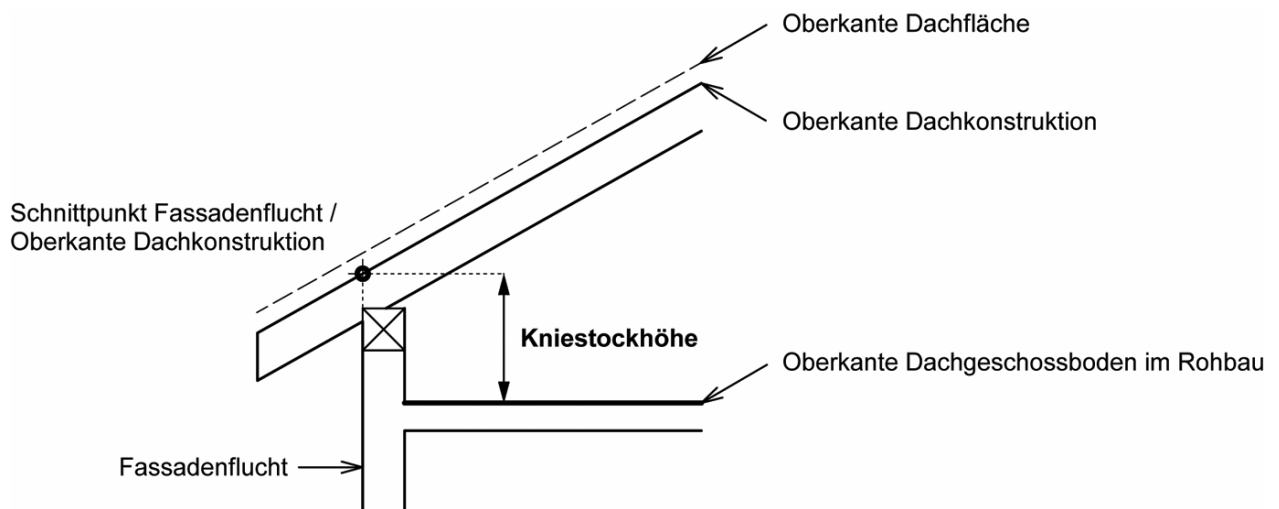 Oberkante Dachfläche
Oberkante Dachkonstruktion
Schnittpunkt Fassadenflucht /
Oberkante Dachkonstruktion
Kniestockhöhe
Oberkante Dachgeschossboden im Rohbau
Fassadenflucht